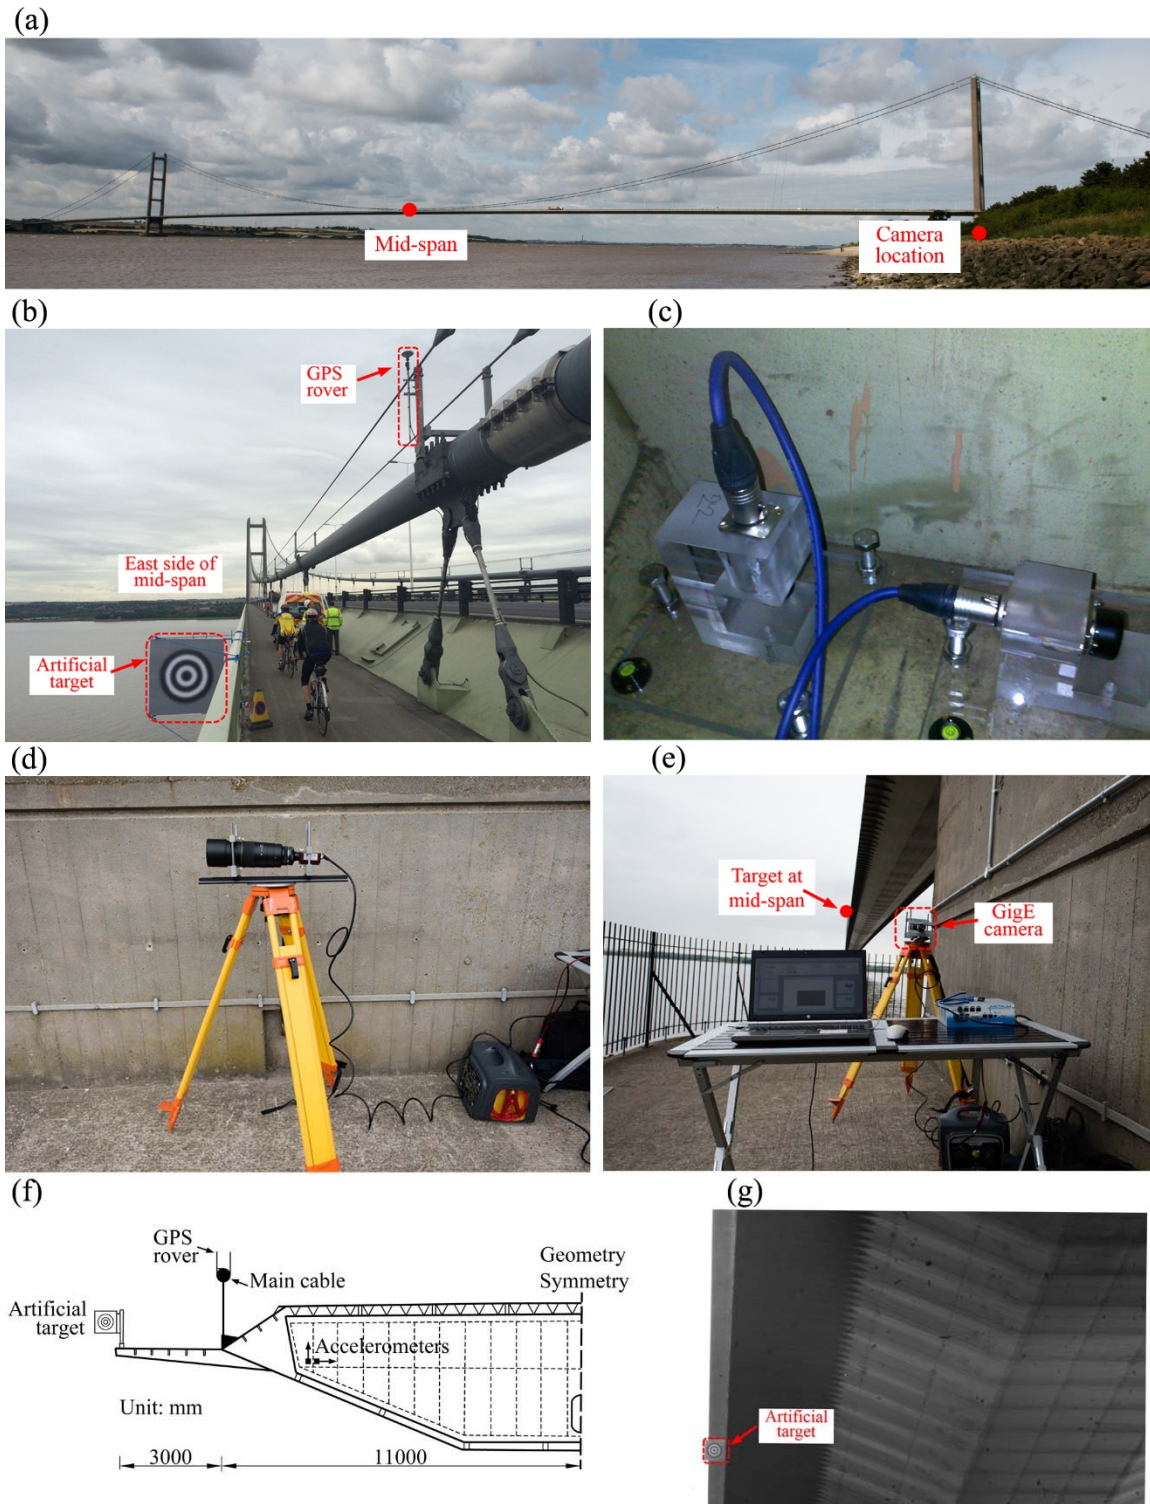 (a)
Mid-span
Camera
location
(b)
GPS
rover
East side of
mid-span
Artificial
target
(c)
22
(d)
(e)
Target at
mid-span
GigE
camera
(f)
GPS
rover
Main cable
Geometry
Symmetry
Artificial
target
Accelerometers
Unit: mm
3000
11000
(g)
Artificial
target